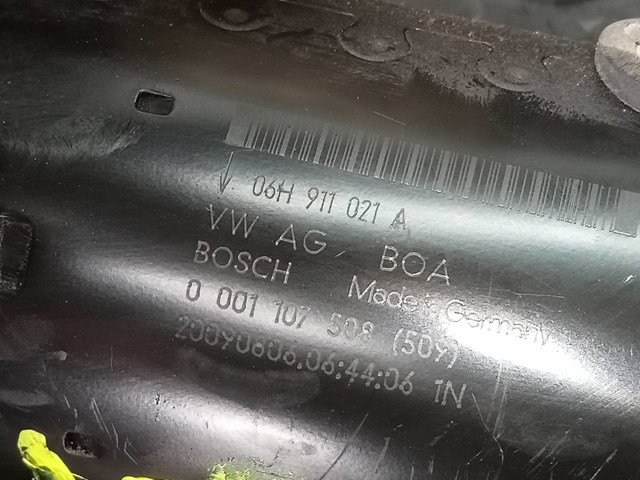 06H 911 021 A
VW AG BOA
BOSCH Made in Germany
0 001 107 508 (509)
20090606.06:44:06 1N